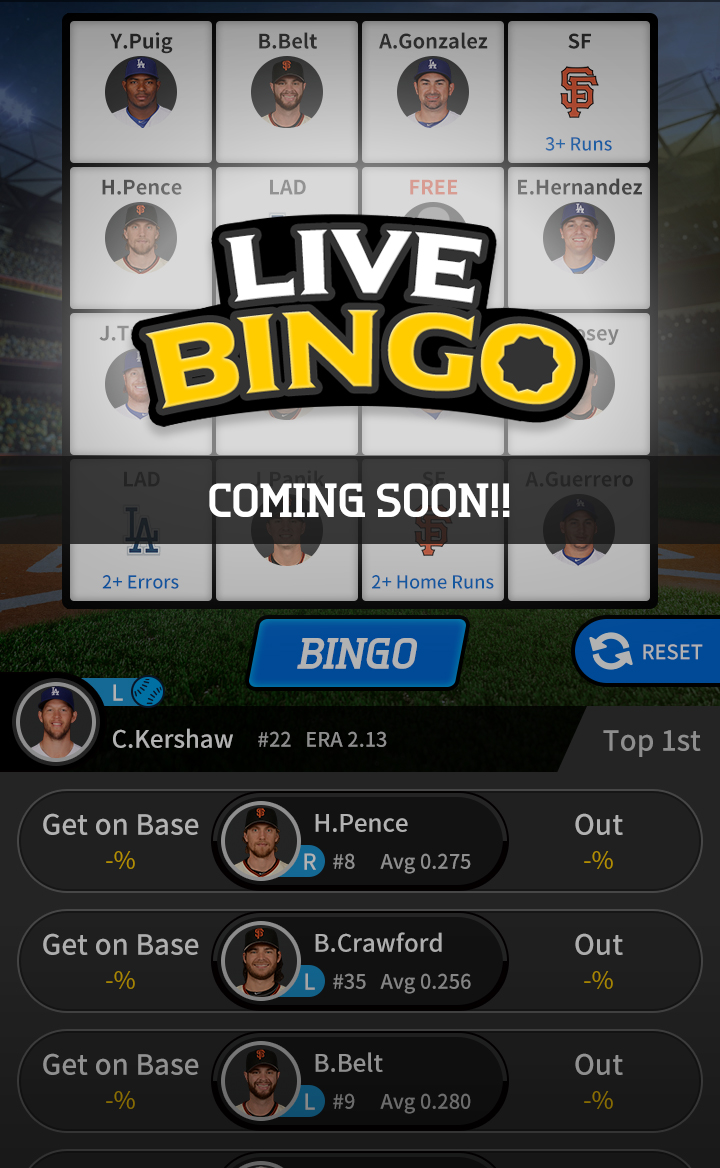 Y.Puig B.Belt A.Gonzalez SF
3+ Runs
H.Pence LAD FREE E.Hernandez
LIVE
BINGO
LAD J.Panik SF A.Guerrero
COMING SOON!!
2+ Errors 2+ Home Runs
BINGO
RESET
L
C.Kershaw #22 ERA 2.13 Top 1st
Get on Base H.Pence Out
-% R #8 Avg 0.275 -%
Get on Base B.Crawford Out
-% L #35 Avg 0.256 -%
Get on Base B.Belt Out
-% L #9 Avg 0.280 -%